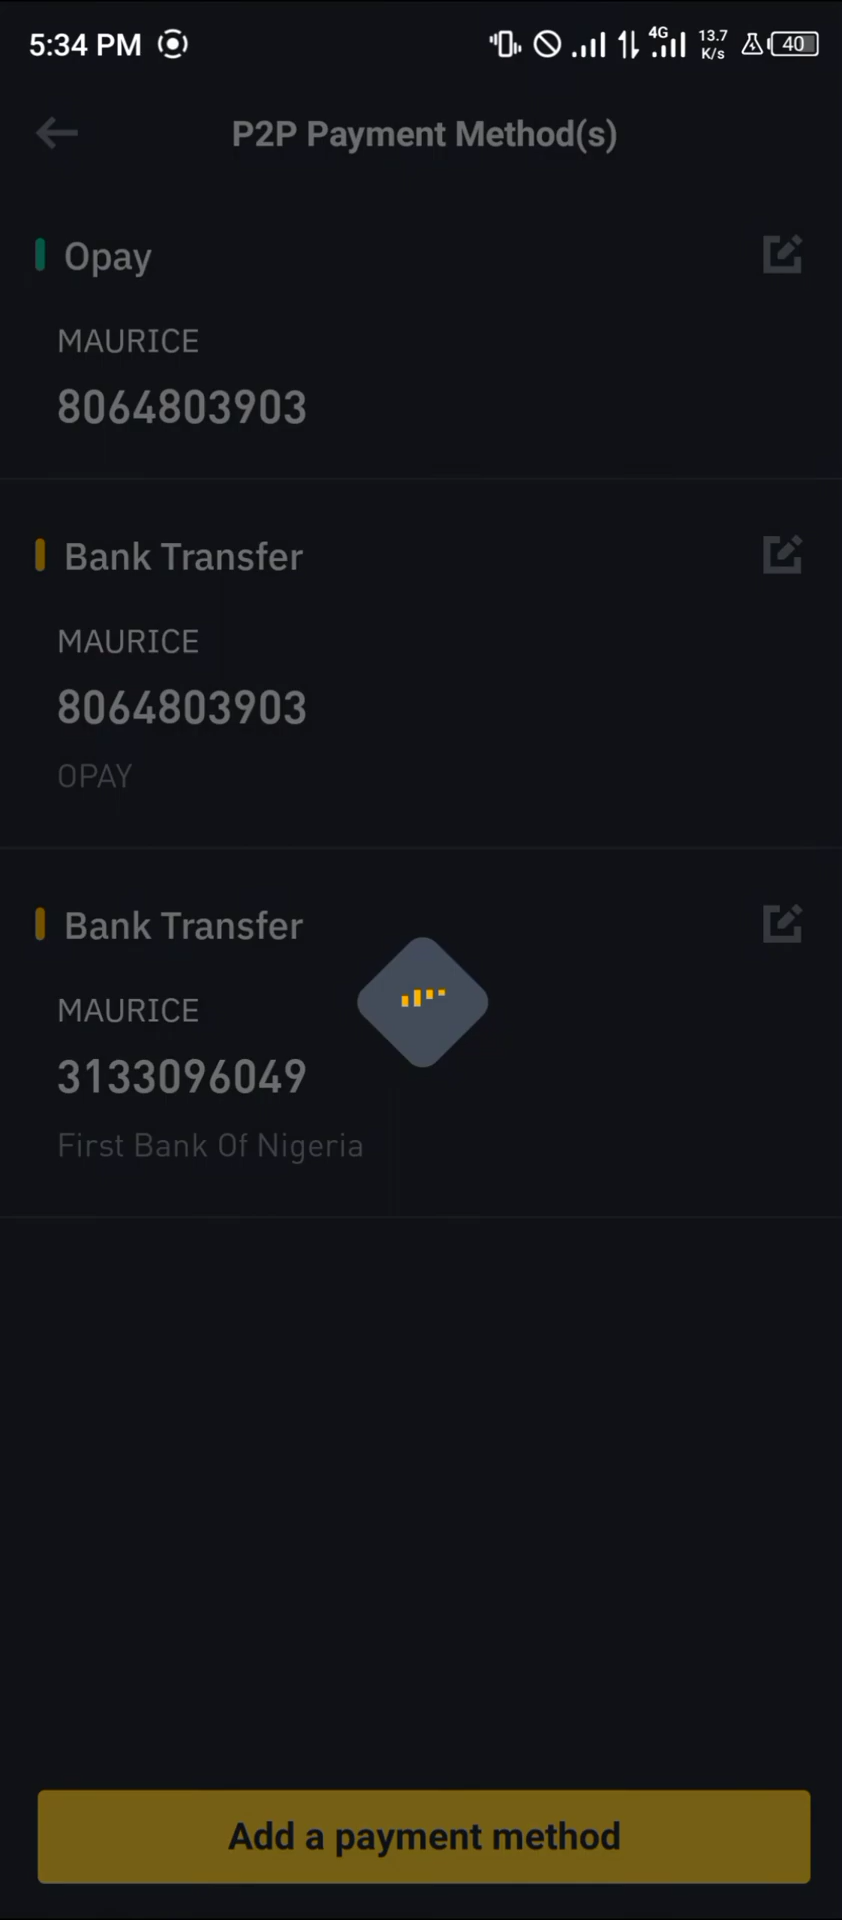 5:34 PM 4G 13.7 K/s 40
P2P Payment Method(s)
Opay
MAURICE
8064803903
Bank Transfer
MAURICE
8064803903
OPAY
Bank Transfer
MAURICE
3133096049
First Bank Of Nigeria
Add a payment method